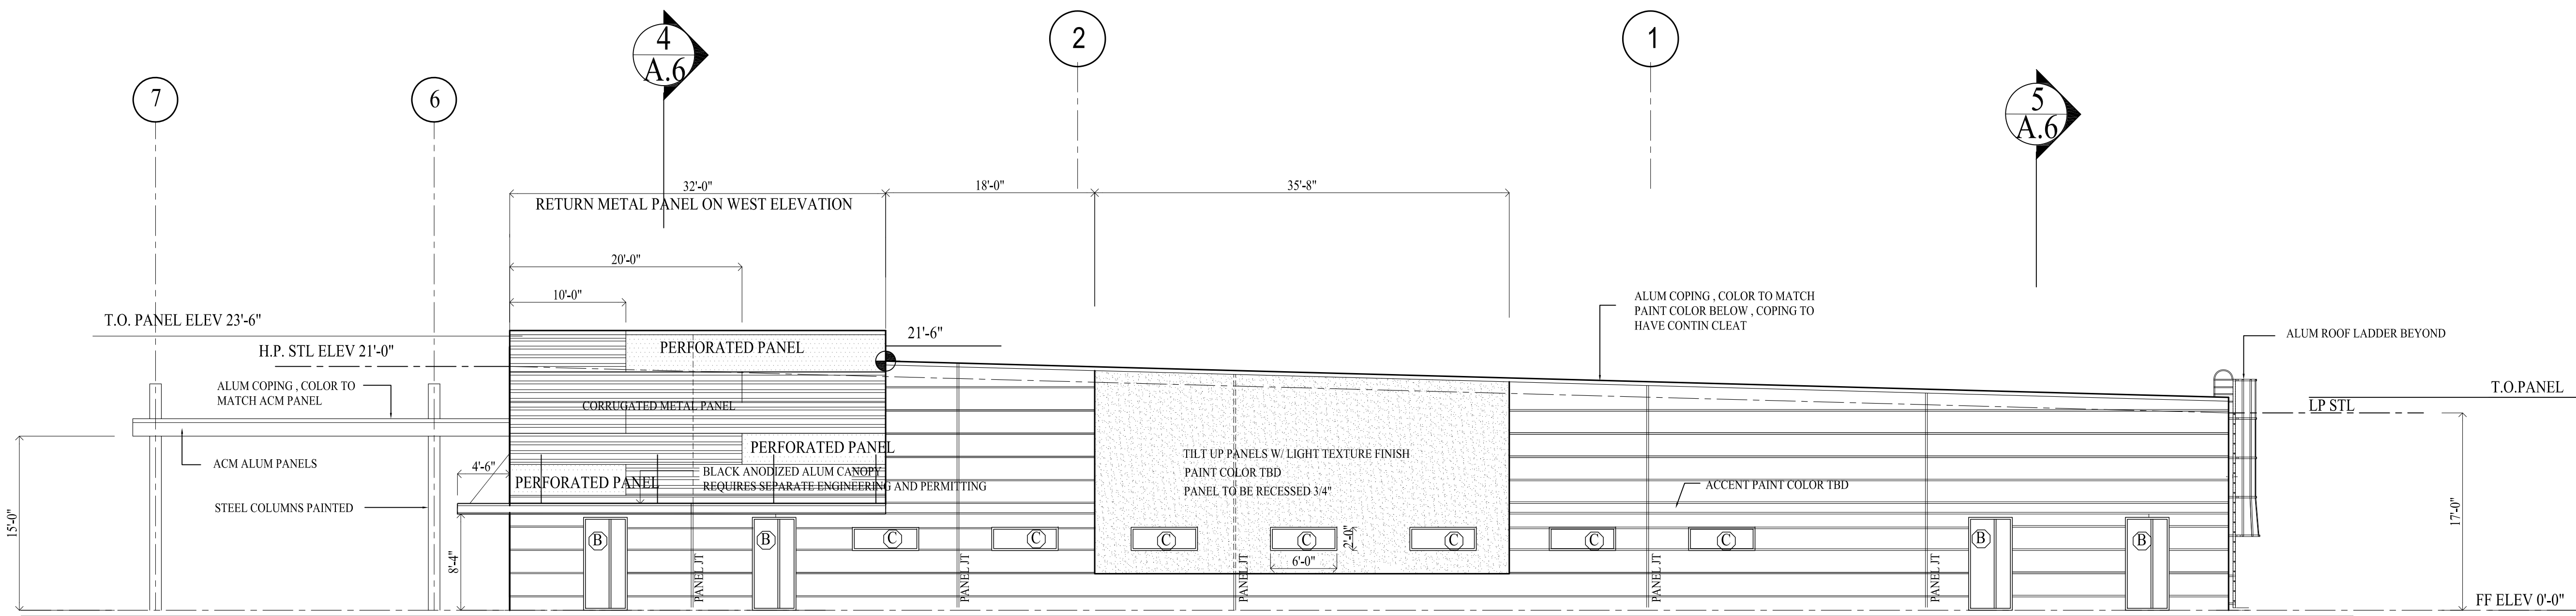 4
A.6
2
1
7
6
5
A.6
32'-0"
18'-0"
35'-8"
RETURN METAL PANEL ON WEST ELEVATION
20'-0"
10'-0"
T.O. PANEL ELEV 23'-6"
H.P. STL ELEV 21'-0"
21'-6"
PERFORATED PANEL
ALUM COPING , COLOR TO MATCH
PAINT COLOR BELOW , COPING TO
HAVE CONTIN CLEAT
ALUM ROOF LADDER BEYOND
ALUM COPING , COLOR TO
MATCH ACM PANEL
CORRUGATED METAL PANEL
T.O.PANEL
LP STL
ACM ALUM PANELS
4'-6"
PERFORATED PANEL
BLACK ANODIZED ALUM CANOPY
PERFORATED PANEL
REQUIRES SEPARATE ENGINEERING AND PERMITTING
TILT UP PANELS W/ LIGHT TEXTURE FINISH
PAINT COLOR TBD
PANEL TO BE RECESSED 3/4"
ACCENT PAINT COLOR TBD
STEEL COLUMNS PAINTED
15'-0"
8'-4"
17'-0"
B
B
C
C
C
C
2'-0"
C
C
C
B
B
6'-0"
PANEL JT
PANEL JT
PANEL JT
PANEL JT
PANEL JT
FF ELEV 0'-0"